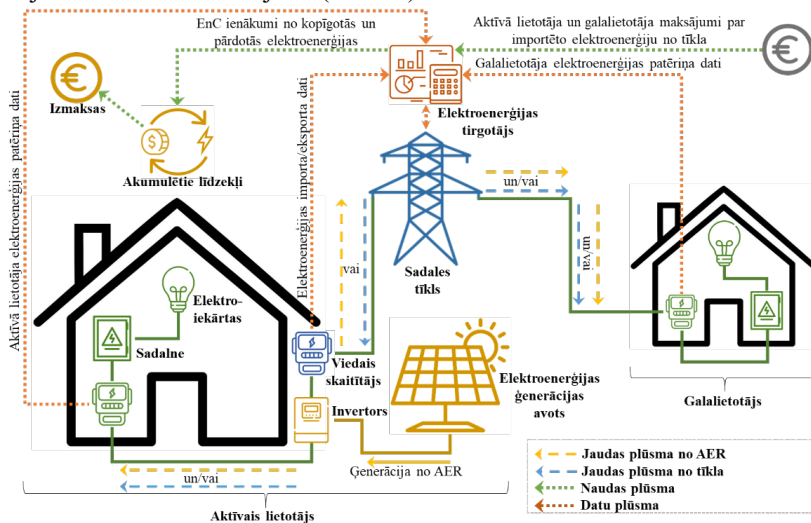 EnC ienākumi no kopīgotās un
pārdotās elektroenerģijas
Aktīvā lietotāja un galalietotāja maksājumi par
importēto elektroenerģiju no tīkla
Galalietotāja elektroenerģijas patēriņa dati
Izmaksas
Akumulētie līdzekļi
Elektroenerģijas
tirgotājs
Aktīvā lietotāja elektroenerģijas patēriņa dati
Elektroenerģijas importa/eksporta dati
vai
un/vai
un/vai
Sadales
tīkls
Elektro-
iekārtas
Sadalne
Viedais
skaitītājs
Invertors
Elektroenerģijas
ģenerācijas
avots
Galalietotājs
Ģenerācija no AER
un/vai
Aktīvais lietotājs
Jaudas plūsma no AER
Jaudas plūsma no tīkla
Naudas plūsma
Datu plūsma